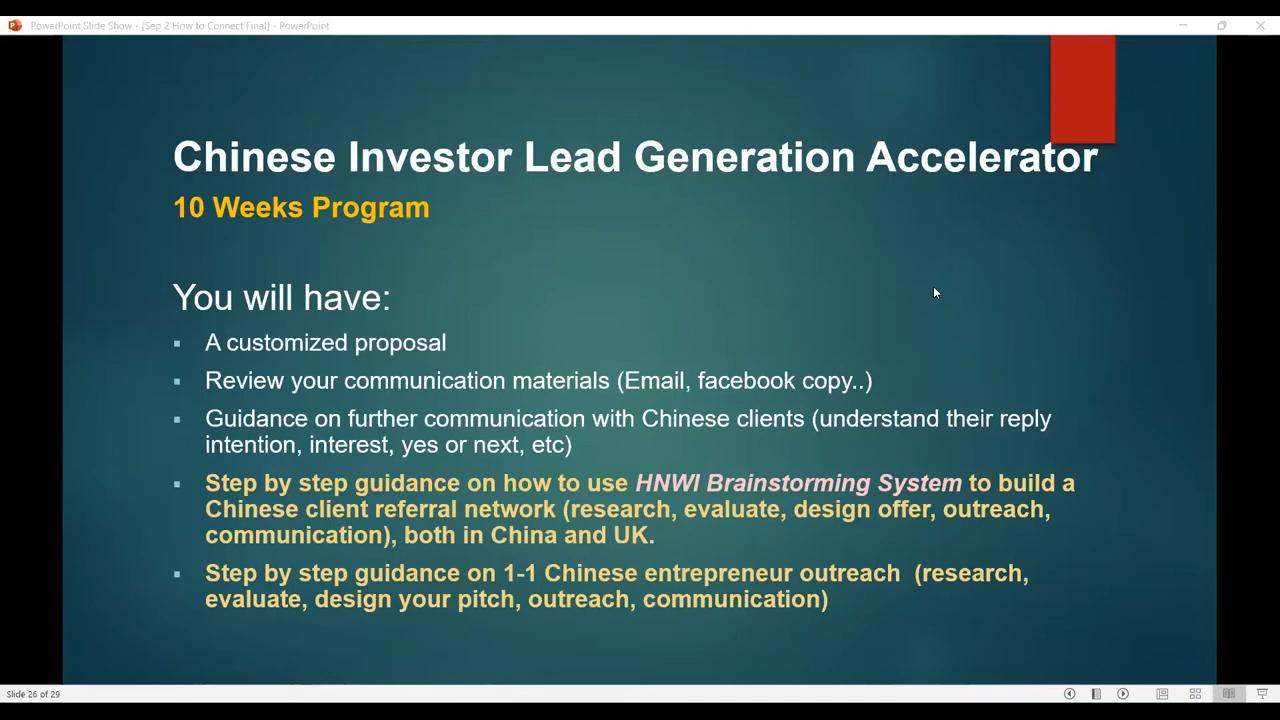 PowerPoint Slide Show - [Sep 2 How to Connect Final] - PowerPoint
Chinese Investor Lead Generation Accelerator
10 Weeks Program
You will have:
A customized proposal
Review your communication materials (Email, facebook copy..)
Guidance on further communication with Chinese clients (understand their reply
intention, interest, yes or next, etc)
Step by step guidance on how to use HNWI Brainstorming System to build a
Chinese client referral network (research, evaluate, design offer, outreach,
communication), both in China and UK.
Step by step guidance on 1-1 Chinese entrepreneur outreach (research,
evaluate, design your pitch, outreach, communication)
Slide 26 of 29